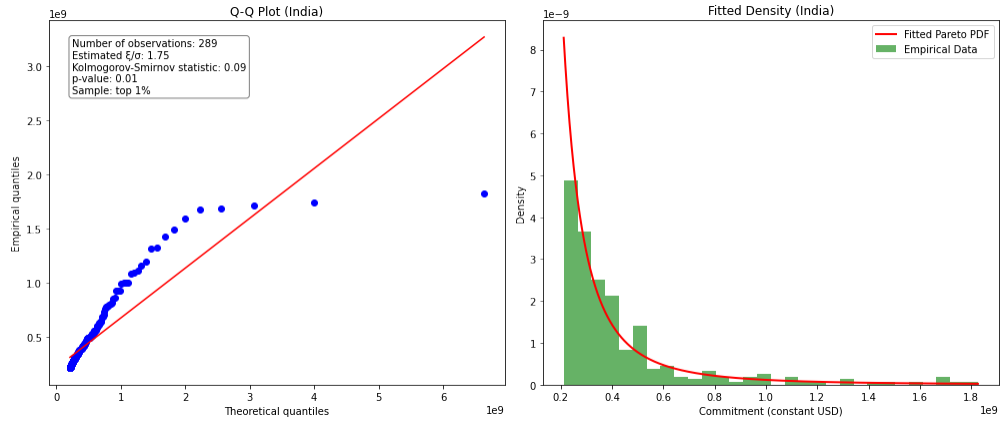 Q-Q Plot (India)
1e9
Number of observations: 289
Estimated ξ/σ: 1.75
Kolmogorov-Smirnov statistic: 0.09
p-value: 0.01
Sample: top 1%
3.0
2.5
2.0
1.5
1.0
0.5
Empirical quantiles
0 1 2 3 4 5 6
Theoretical quantiles
1e9
Fitted Density (India)
1e−9
Fitted Pareto PDF
Empirical Data
8
7
6
5
4
3
2
1
0
Density
0.2 0.4 0.6 0.8 1.0 1.2 1.4 1.6 1.8
Commitment (constant USD)
1e9